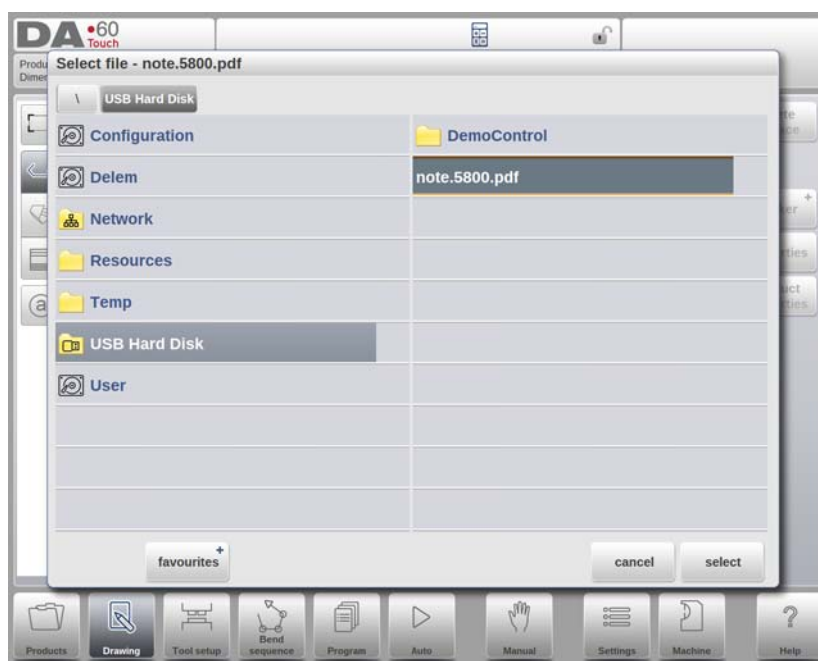 DA 60
Touch
Produ
Dimen
Select file - note.5800.pdf
\ USB Hard Disk
Configuration
DemoControl
Delem
note.5800.pdf
Network
Resources
Temp
USB Hard Disk
User
favourites +
cancel
select
Products
Drawing
Tool setup
Bend
sequence
Program
Auto
Manual
Settings
Machine
Help